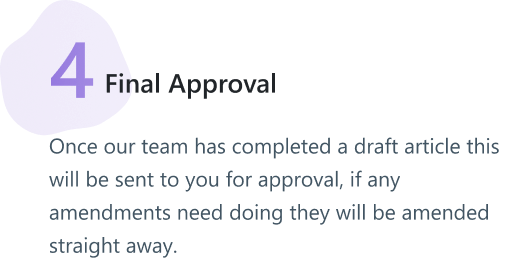 4 Final Approval
Once our team has completed a draft article this
will be sent to you for approval, if any
amendments need doing they will be amended
straight away.